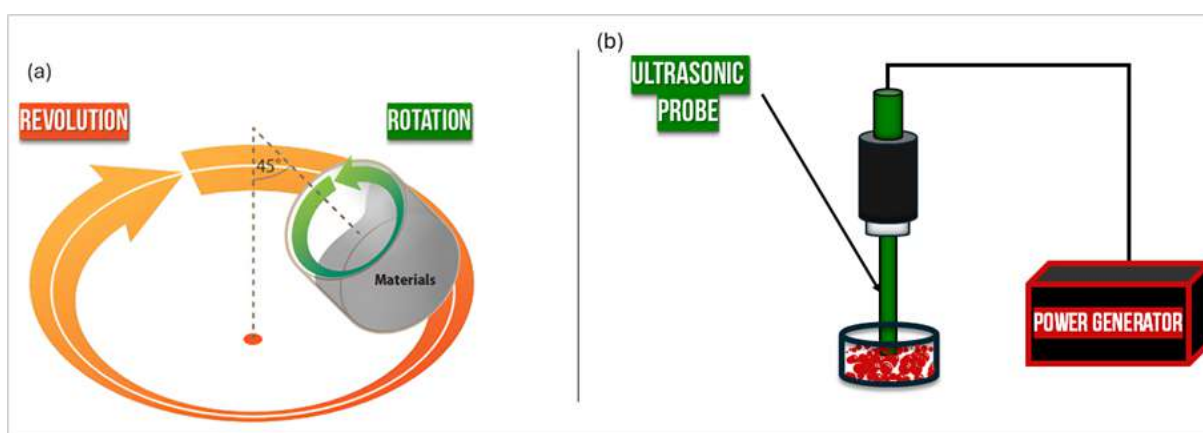 (a)
REVOLUTION
ROTATION
45°
Materials
(b)
ULTRASONIC
PROBE
POWER GENERATOR